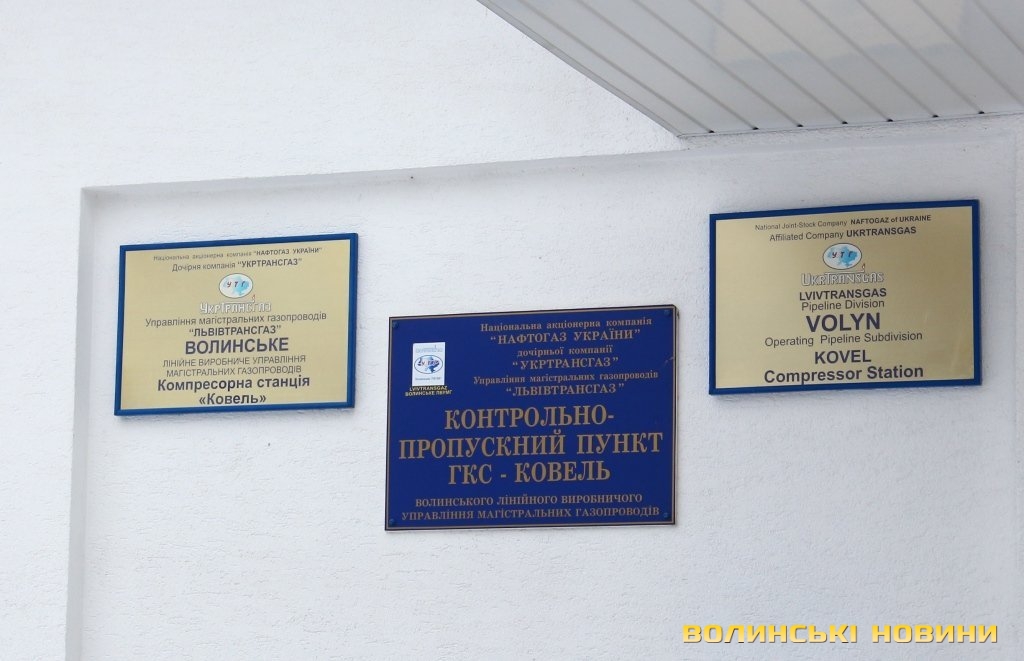 Національна акціонерна компанія "НАФТОГАЗ УКРАЇНИ"
Дочірня компанія "УКРТРАНСГАЗ"
УТГ
УКРТРАНСГАЗ
Управління магістральних газопроводів
"ЛЬВІВТРАНСГАЗ"
ВОЛИНСЬКЕ
ЛІНІЙНЕ ВИРОБНИЧЕ УПРАВЛІННЯ
МАГІСТРАЛЬНИХ ГАЗОПРОВОДІВ
Компресорна станція
«Ковель»
Національна акціонерна компанія
"НАФТОГАЗ УКРАЇНИ"
дочірньої компанії
"УКРТРАНСГАЗ"
Управління магістральних газопроводів
"ЛЬВІВТРАНСГАЗ"
LVIVTRANSGAZ
ВОЛИНСЬКЕ ЛВУМГ
КОНТРОЛЬНО-
ПРОПУСКНИЙ ПУНКТ
ГКС - КОВЕЛЬ
ВОЛИНСЬКОГО ЛІНІЙНОГО ВИРОБНИЧОГО
УПРАВЛІННЯ МАГІСТРАЛЬНИХ ГАЗОПРОВОДІВ
National Joint-Stock Company NAFTOGAZ of UKRAINE
Affiliated Company UKRTRANSGAS
УТГ
UKRTRANSGAS
LVIVTRANSGAS
Pipeline Division
VOLYN
Operating Pipeline Subdivision
KOVEL
Compressor Station
ВОЛИНСЬКІ НОВИНИ